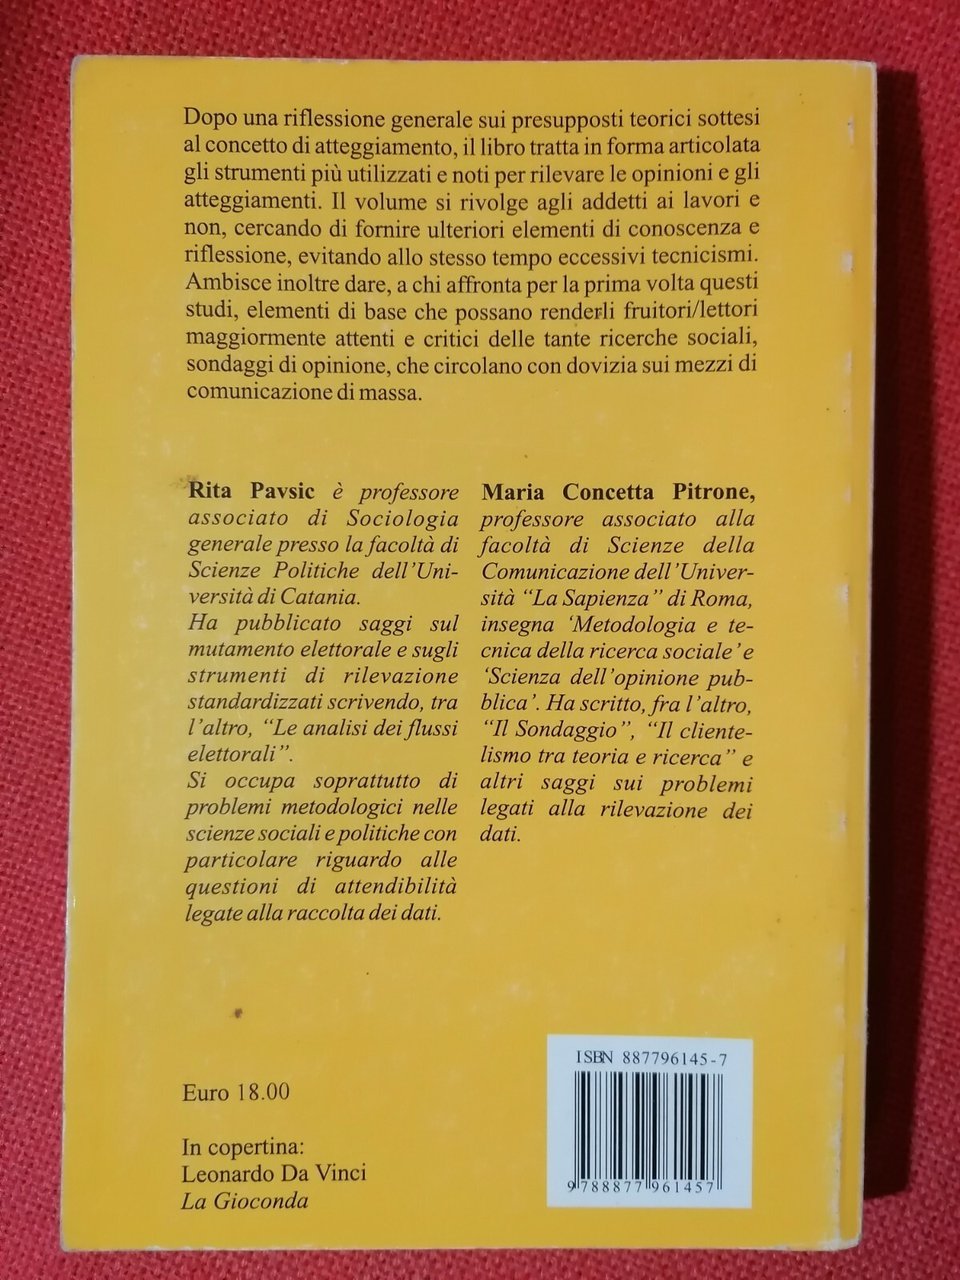 Dopo una riflessione generale sui presupposti teorici sottesi
al concetto di atteggiamento, il libro tratta in forma articolata
gli strumenti più utilizzati e noti per rilevare le opinioni e gli
atteggiamenti. Il volume si rivolge agli addetti ai lavori e
non, cercando di fornire ulteriori elementi di conoscenza e
riflessione, evitando allo stesso tempo eccessivi tecnicismi.
Ambisce inoltre dare, a chi affronta per la prima volta questi
studi, elementi di base che possano renderli fruitori/lettori
maggiormente attenti e critici delle tante ricerche sociali,
sondaggi di opinione, che circolano con dovizia sui mezzi di
comunicazione di massa.
Rita Pavsic è professore
associato di Sociologia
generale presso la facoltà di
Scienze Politiche dell'Uni-
versità di Catania.
Ha pubblicato saggi sul
mutamento elettorale e sugli
strumenti di rilevazione
standardizzati scrivendo, tra
l'altro, "Le analisi dei flussi
elettorali".
Si occupa soprattutto di
problemi metodologici nelle
scienze sociali e politiche con
particolare riguardo alle
questioni di attendibilità
legate alla raccolta dei dati.
Maria Concetta Pitrone,
professore associato alla
facoltà di Scienze della
Comunicazione dell'Univer-
sità "La Sapienza" di Roma,
insegna 'Metodologia e te-
cnica della ricerca sociale' e
'Scienza dell'opinione pub-
blica'. Ha scritto, fra l'altro,
"Il Sondaggio", "Il cliente-
lismo tra teoria e ricerca" e
altri saggi sui problemi
legati alla rilevazione dei
dati.
Euro 18.00
In copertina:
Leonardo Da Vinci
La Gioconda
ISBN 887796145-7
9 788877 961457